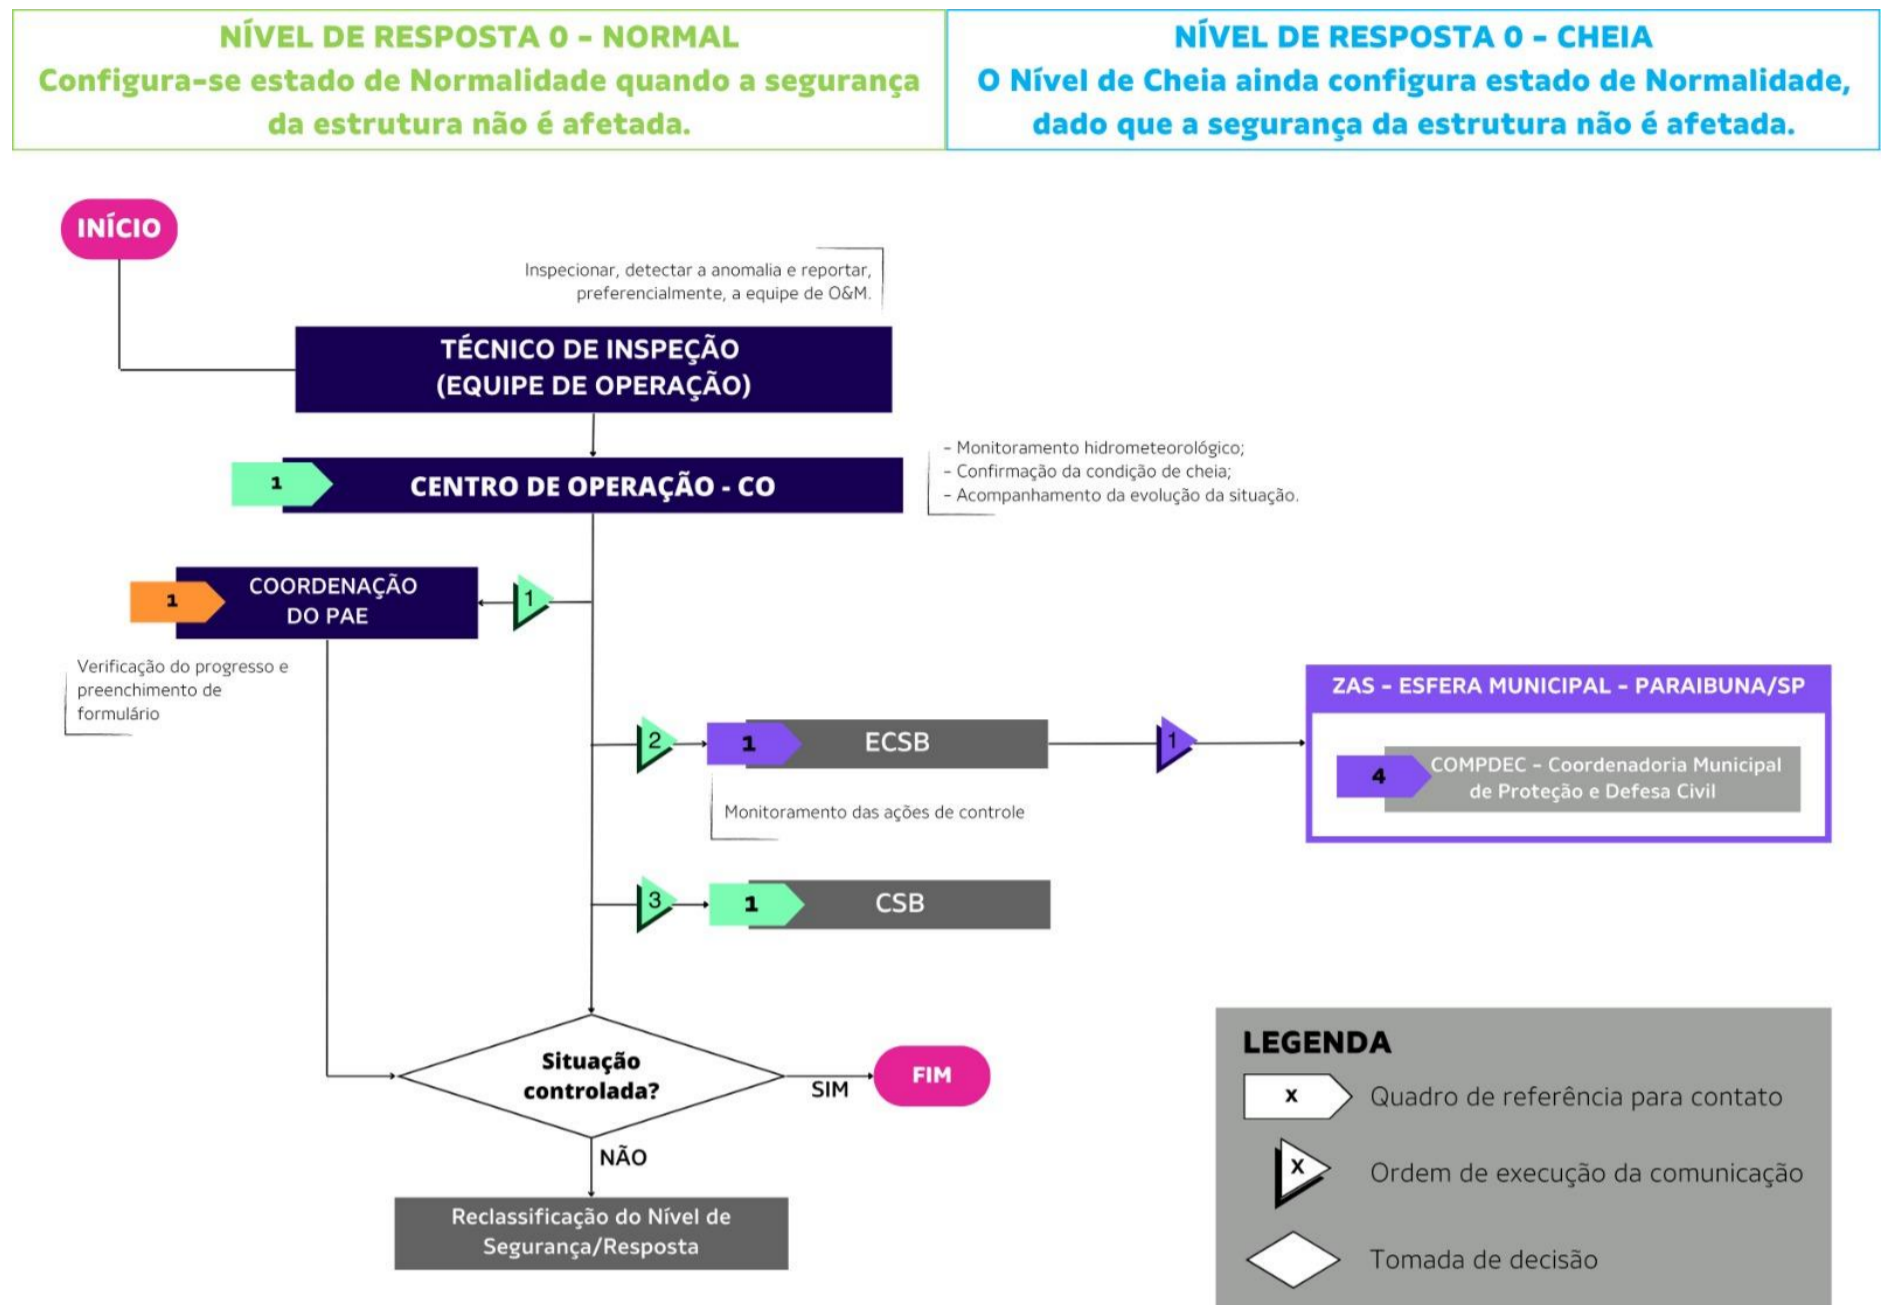 NÍVEL DE RESPOSTA 0 - NORMAL
Configura-se estado de Normalidade quando a segurança
da estrutura não é afetada.
NÍVEL DE RESPOSTA 0 - CHEIA
O Nível de Cheia ainda configura estado de Normalidade,
dado que a segurança da estrutura não é afetada.
INÍCIO
Inspecionar, detectar a anomalia e reportar,
preferencialmente, a equipe de O&M.
TÉCNICO DE INSPEÇÃO
(EQUIPE DE OPERAÇÃO)
1
CENTRO DE OPERAÇÃO - CO
- Monitoramento hidrometeorológico;
- Confirmação da condição de cheia;
- Acompanhamento da evolução da situação.
1
COORDENAÇÃO
DO PAE
1
Verificação do progresso e
preenchimento de
formulário
2
1
ECSB
1
Monitoramento das ações de controle
ZAS - ESFERA MUNICIPAL - PARAIBUNA/SP
4
COMPDEC - Coordenadoria Municipal
de Proteção e Defesa Civil
3
1
CSB
Situação
controlada?
SIM
FIM
NÃO
Reclassificação do Nível de
Segurança/Resposta
LEGENDA
x
Quadro de referência para contato
X
Ordem de execução da comunicação
Tomada de decisão